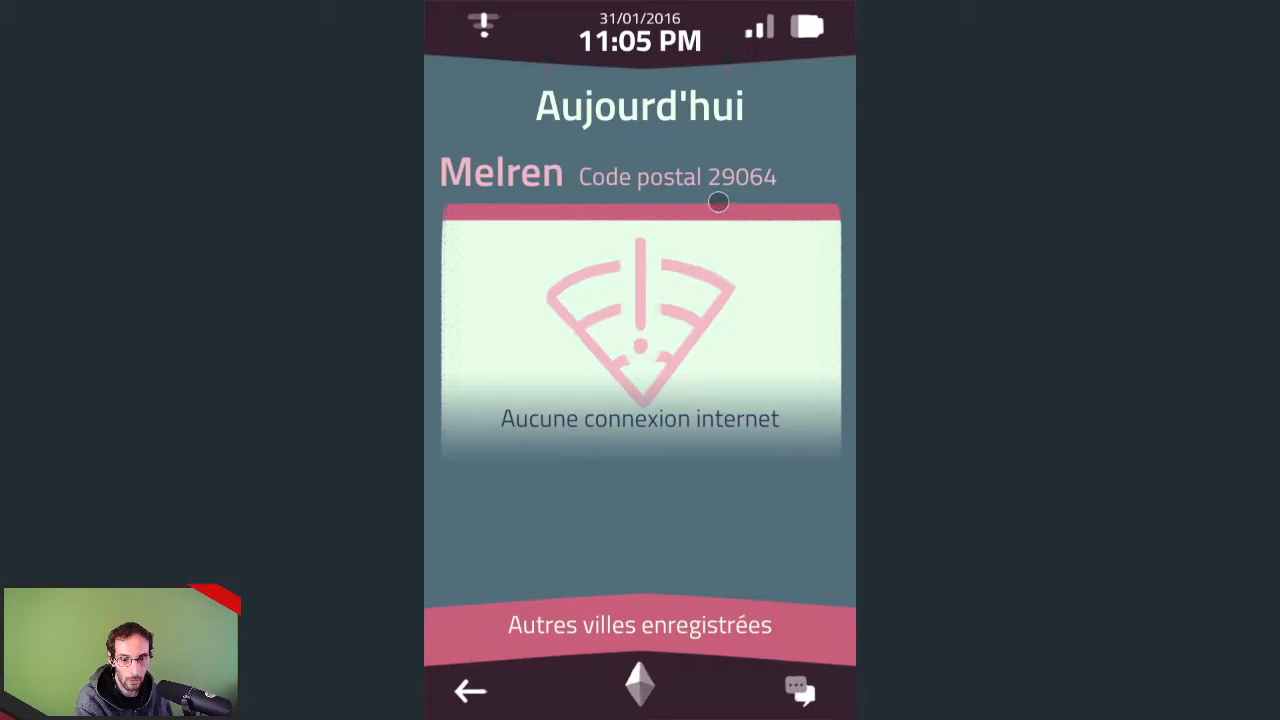 31/01/2016
11:05 PM
Aujourd'hui
Melren Code postal 29064
Aucune connexion internet
Autres villes enregistrées